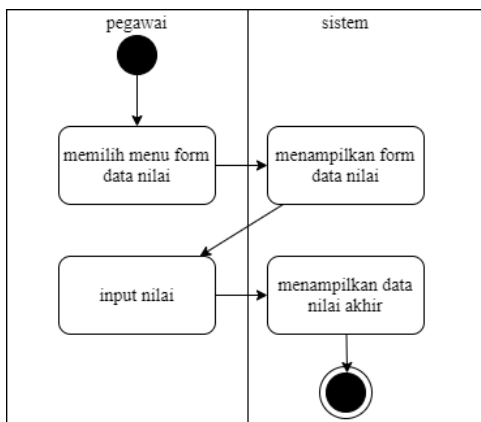 pegawai
sistem
memilih menu form
data nilai
menampilkan form
data nilai
input nilai
menampilkan data
nilai akhir